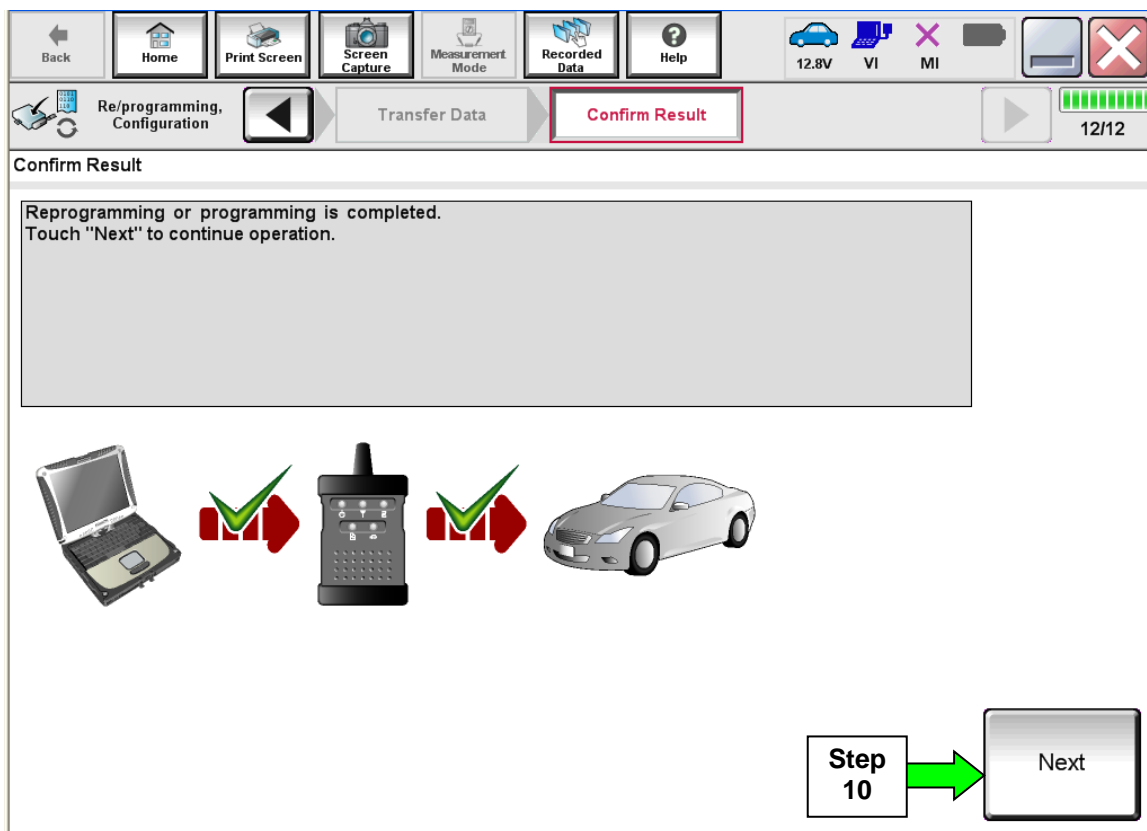 Back
Home
Print Screen
Screen
Capture
Measurement
Mode
Recorded
Data
Help
12.8V
VI
MI
Re/programming,
Configuration
Transfer Data
Confirm Result
12/12
Confirm Result
Reprogramming or programming is completed.
Touch "Next" to continue operation.
Step
10
Next